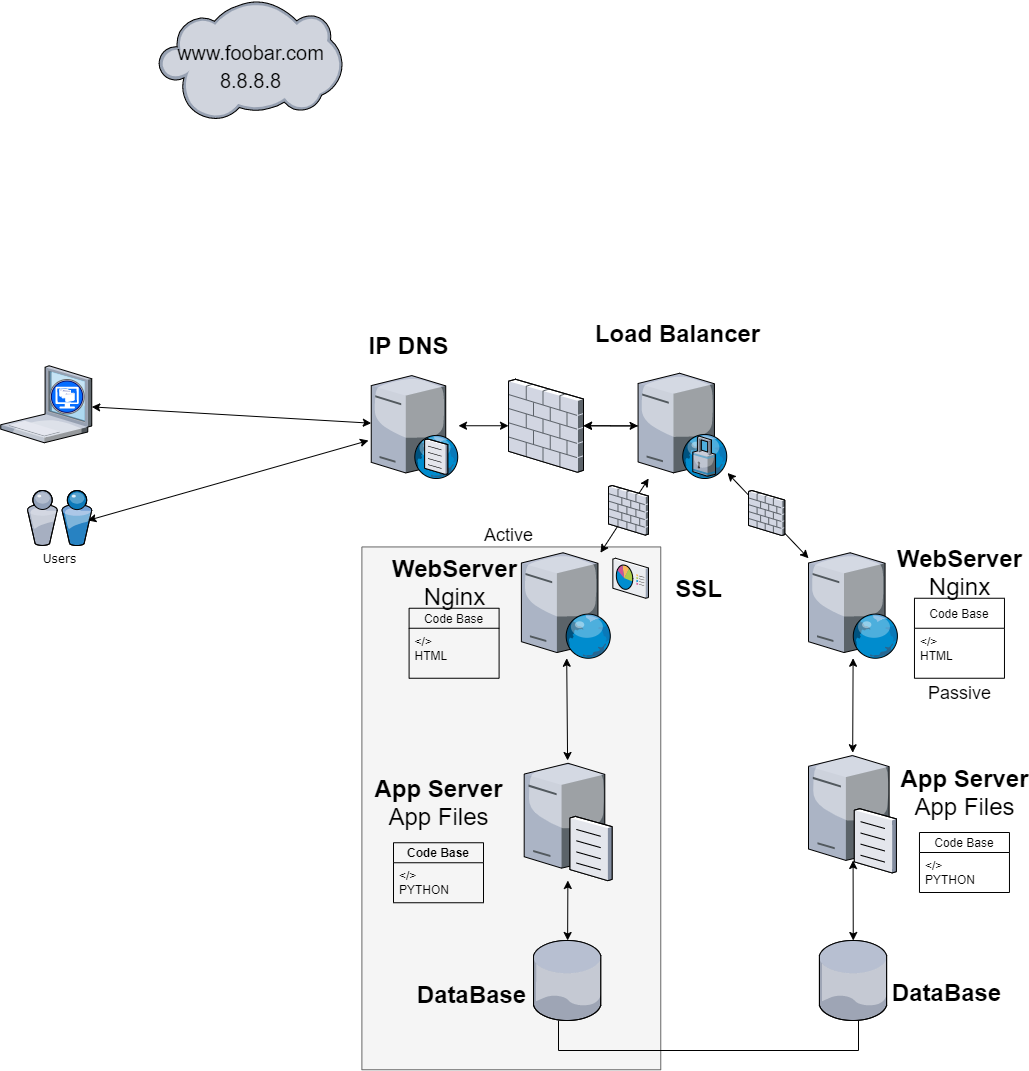 www.foobar.com
8.8.8.8
Load Balancer
IP DNS
Users
Active
WebServer
Nginx
Code Base
</>
HTML
SSL
WebServer
Nginx
Code Base
</>
HTML
Passive
App Server
App Files
Code Base
</>
PYTHON
App Server
App Files
Code Base
</>
PYTHON
DataBase
DataBase